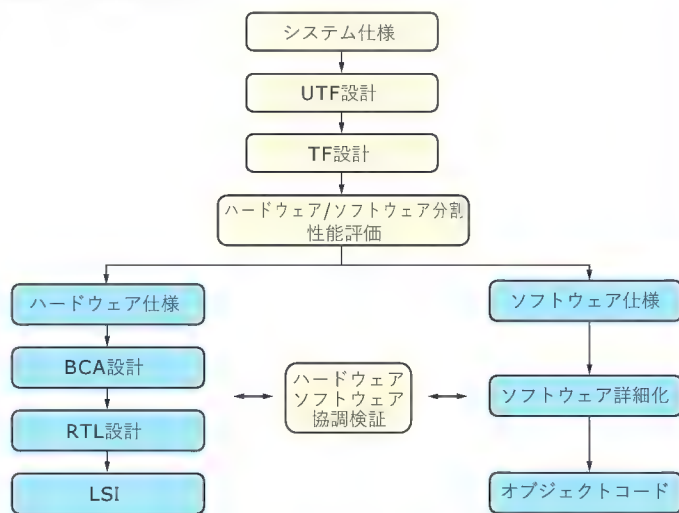 システム仕様
UTF設計
TF設計
ハードウェア/ソフトウェア分割
性能評価
ハードウェア仕様
ソフトウェア仕様
BCA設計
ハードウェア
ソフトウェア
協調検証
ソフトウェア詳細化
RTL設計
LSI
オブジェクトコード